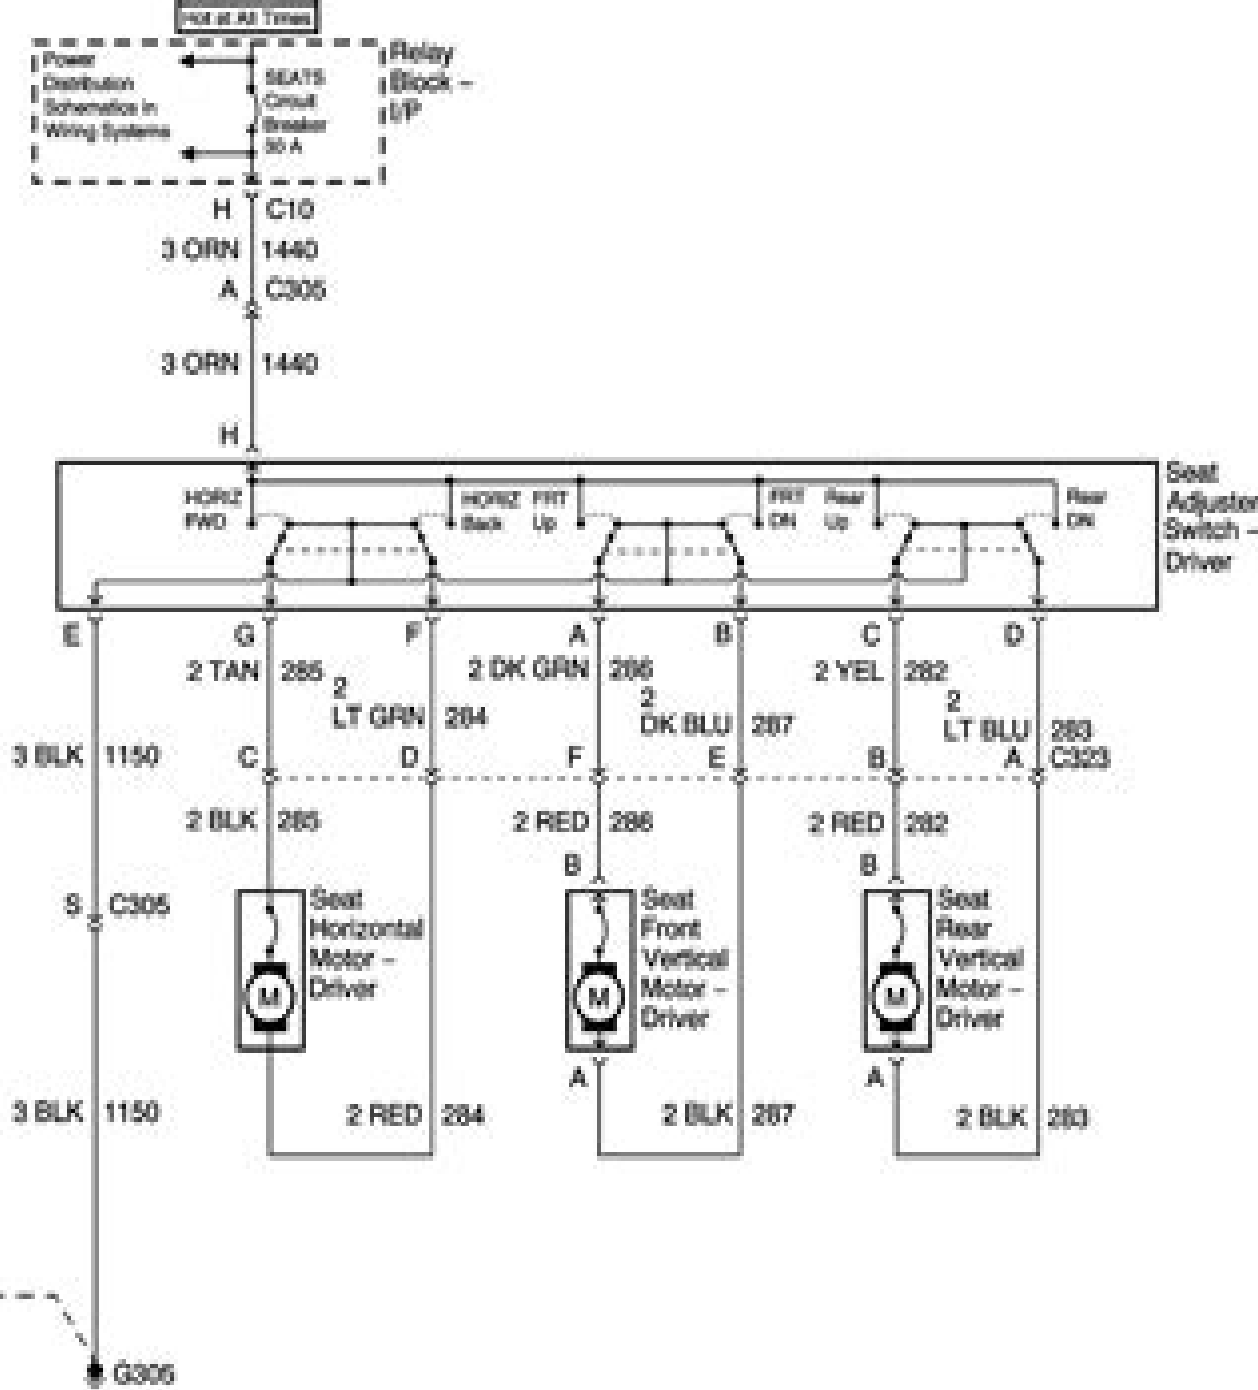 Hot at All Times
Power
Distribution
Schematics in
Wiring Systems
SEATS
Circuit
Breaker
30 A
Relay
Block –
I/P
H C10
3 ORN 1440
A C305
3 ORN 1440
H
HORIZ
FWD
HORIZ
Back
FRT
Up
FRT
DN
Rear
Up
Rear
DN
Seat
Adjuster
Switch –
Driver
E G F A B C D
2 TAN 285
2
LT GRN 284
2 DK GRN 286
2
DK BLU 287
2 YEL 282
2
LT BLU 283
3 BLK 1150
C D F E B A C323
2 BLK 285
2 RED 286
2 RED 282
B B
S C305
Seat
Horizontal
Motor –
Driver
M
Seat
Front
Vertical
Motor –
Driver
M
Seat
Rear
Vertical
Motor –
Driver
M
A A
3 BLK 1150
2 RED 284
2 BLK 287
2 BLK 283
G305